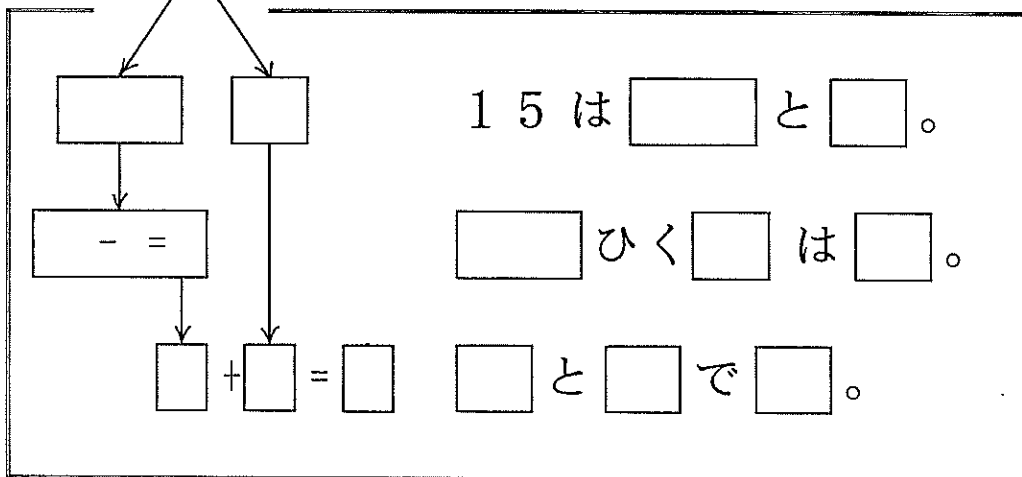 １５は　と　。
－ ＝
ひく　は　。
＋　＝
と　で　。